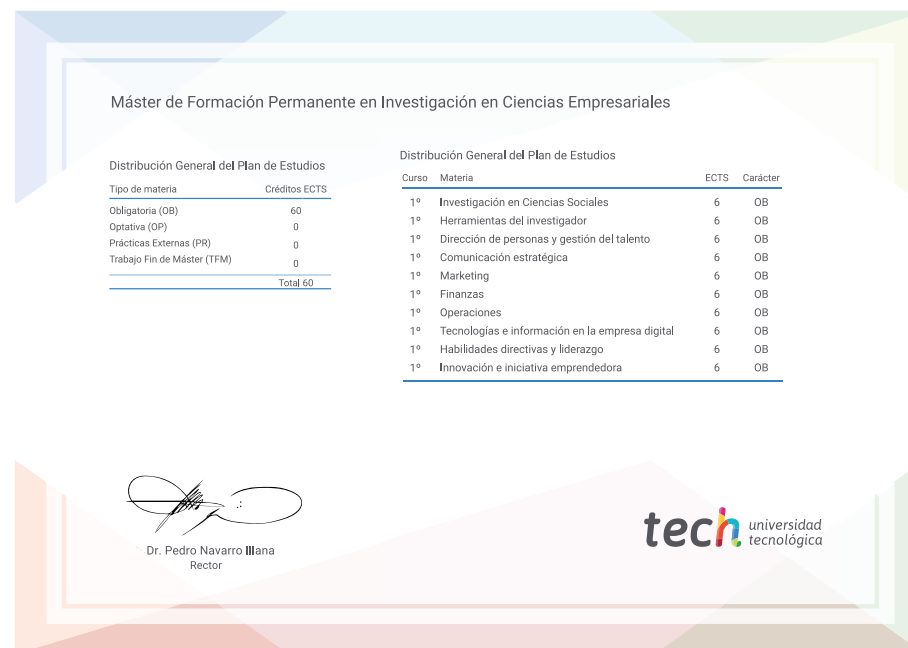 Máster de Formación Permanente en Investigación en Ciencias Empresariales
Distribución General del Plan de Estudios
Tipo de materia Créditos ECTS
Obligatoria (OB) 60
Optativa (OP) 0
Prácticas Externas (PR) 0
Trabajo Fin de Máster (TFM) 0
Total 60
Distribución General del Plan de Estudios
Curso Materia ECTS Carácter
1º Investigación en Ciencias Sociales 6 OB
1º Herramientas del investigador 6 OB
1º Dirección de personas y gestión del talento 6 OB
1º Comunicación estratégica 6 OB
1º Marketing 6 OB
1º Finanzas 6 OB
1º Operaciones 6 OB
1º Tecnologías e información en la empresa digital 6 OB
1º Habilidades directivas y liderazgo 6 OB
1º Innovación e iniciativa emprendedora 6 OB
Dr. Pedro Navarro Illana
Rector
tech universidad
tecnológica